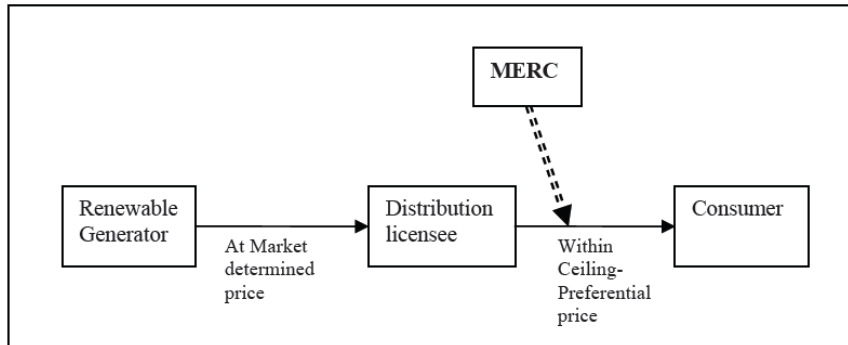 MERC
Renewable
Generator
At Market
determined
price
Distribution
licensee
Within
Ceiling-
Preferential
price
Consumer